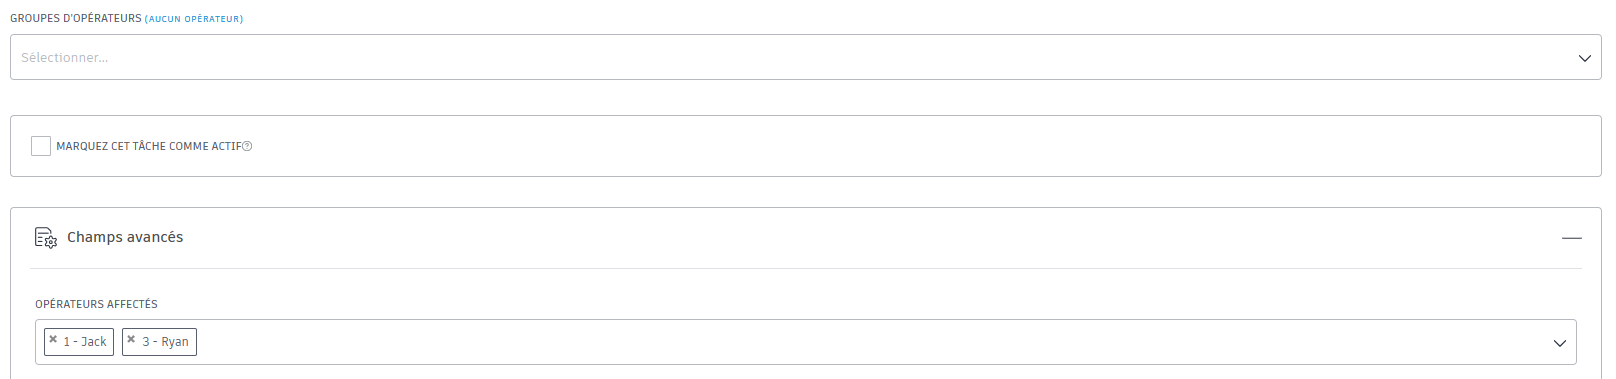 GROUPES D'OPÉRATEURS (AUCUN OPÉRATEUR)
Sélectionner...
MARQUEZ CET TÂCHE COMME ACTIF
Champs avancés
OPÉRATEURS AFFECTÉS
× 1 - Jack × 3 - Ryan